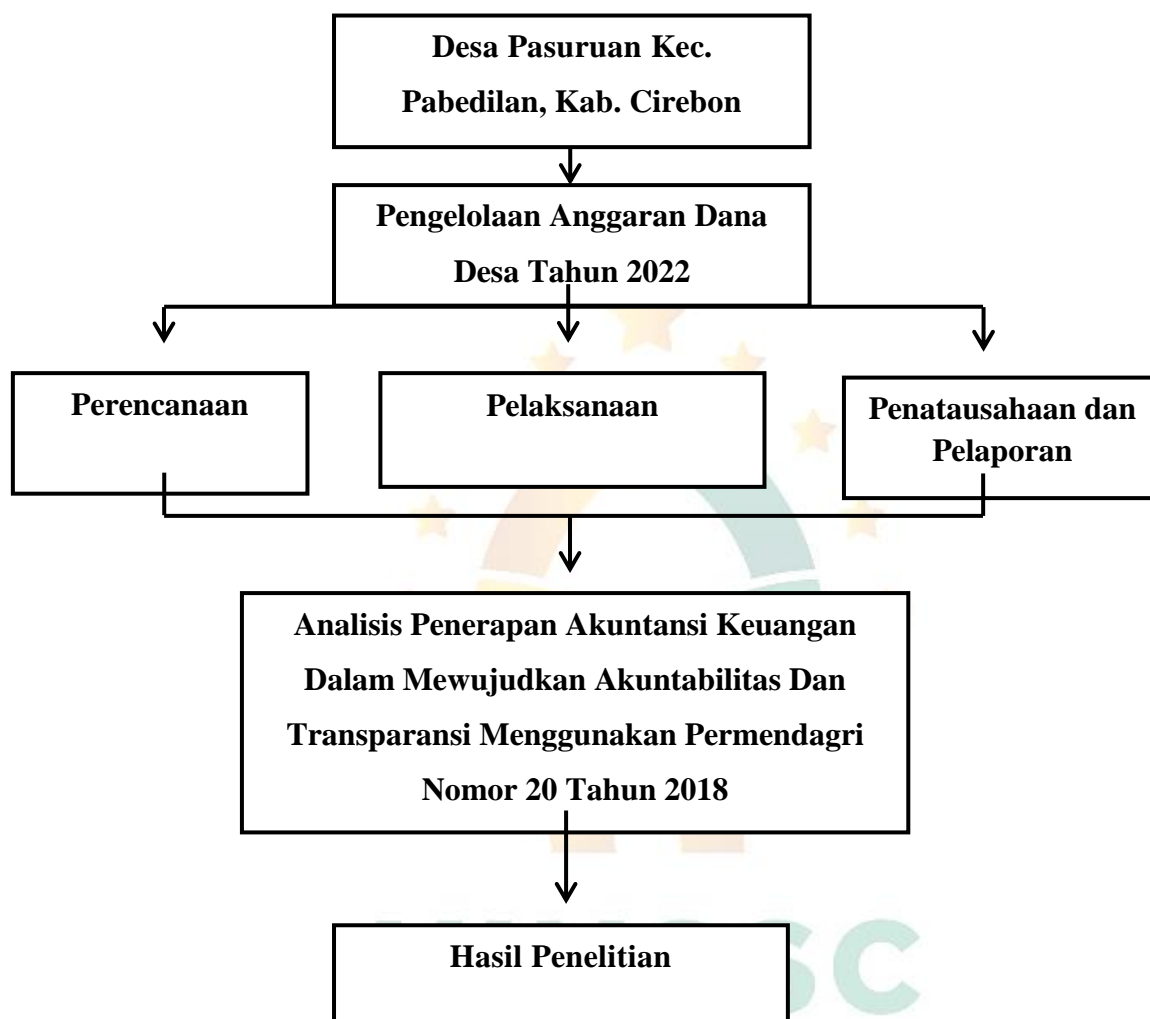 Desa Pasuruan Kec.
Pabedilan, Kab. Cirebon
Pengelolaan Anggaran Dana
Desa Tahun 2022
Perencanaan
Pelaksanaan
Penatausahaan dan
Pelaporan
Analisis Penerapan Akuntansi Keuangan
Dalam Mewujudkan Akuntabilitas Dan
Transparansi Menggunakan Permendagri
Nomor 20 Tahun 2018
Hasil Penelitian